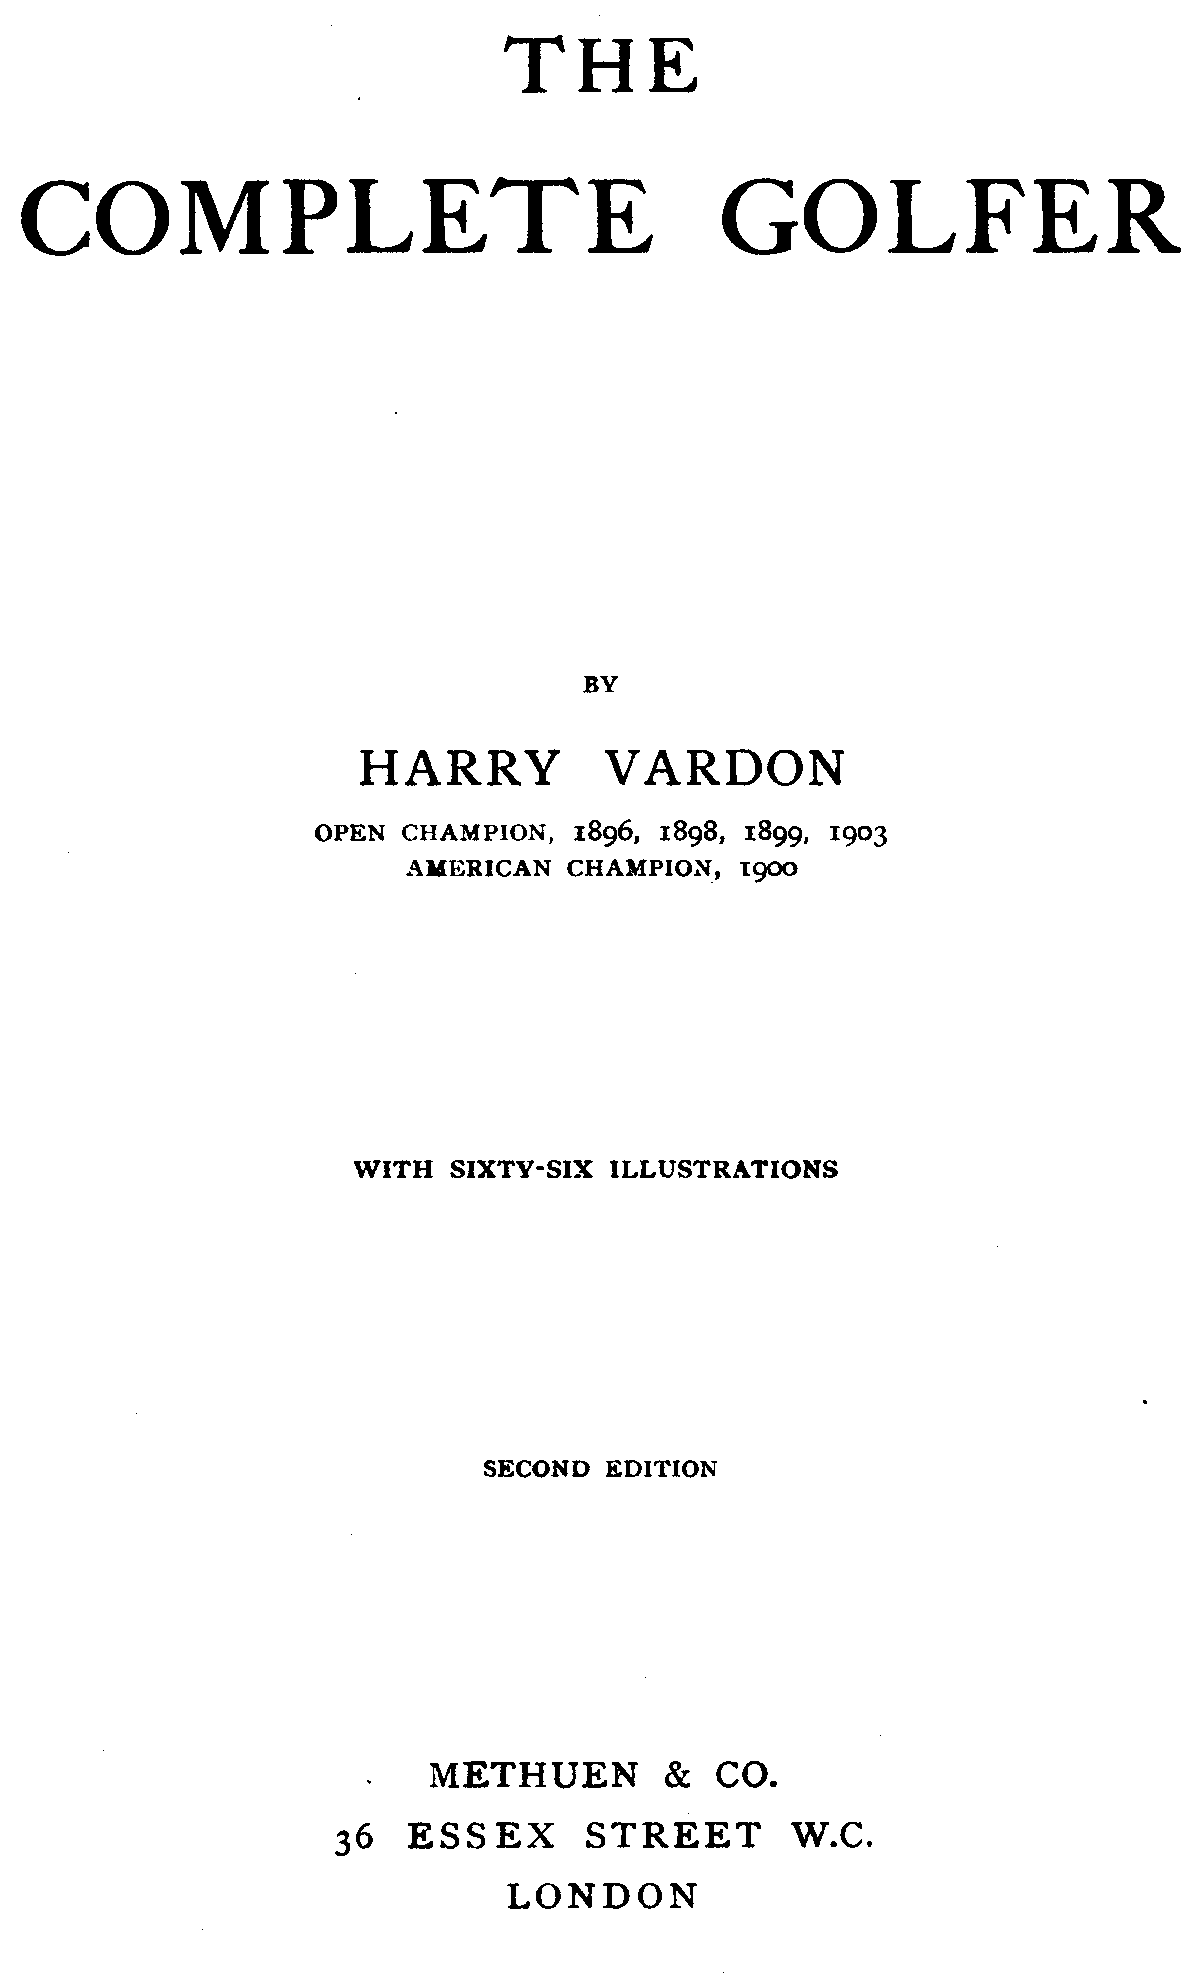 THE
COMPLETE GOLFER
BY
HARRY VARDON
OPEN CHAMPION, 1896, 1898, 1899, 1903
AMERICAN CHAMPION, 1900
WITH SIXTY-SIX ILLUSTRATIONS
SECOND EDITION
METHUEN & CO.
36 ESSEX STREET W.C.
LONDON